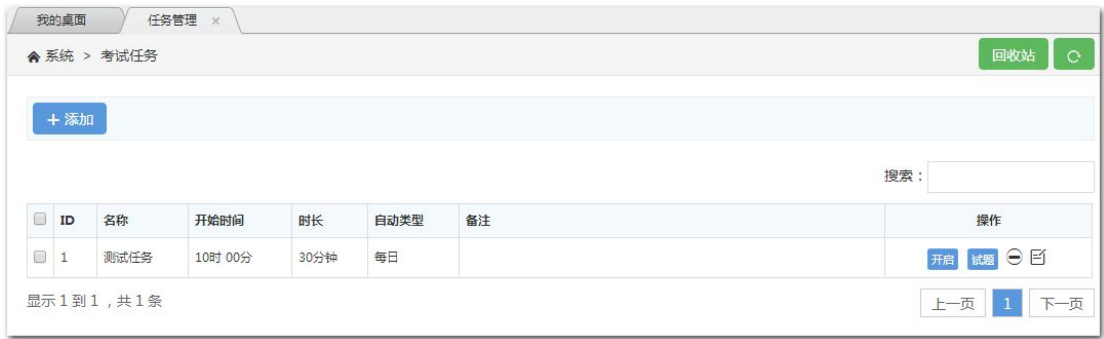 我的桌面 任务管理 ×
系统 > 考试任务 回收站
+ 添加
搜索：
ID 名称 开始时间 时长 自动类型 备注 操作
1 测试任务 10时 00分 30分钟 每日 开启 试题
显示 1 到 1 ，共 1 条 上一页 1 下一页